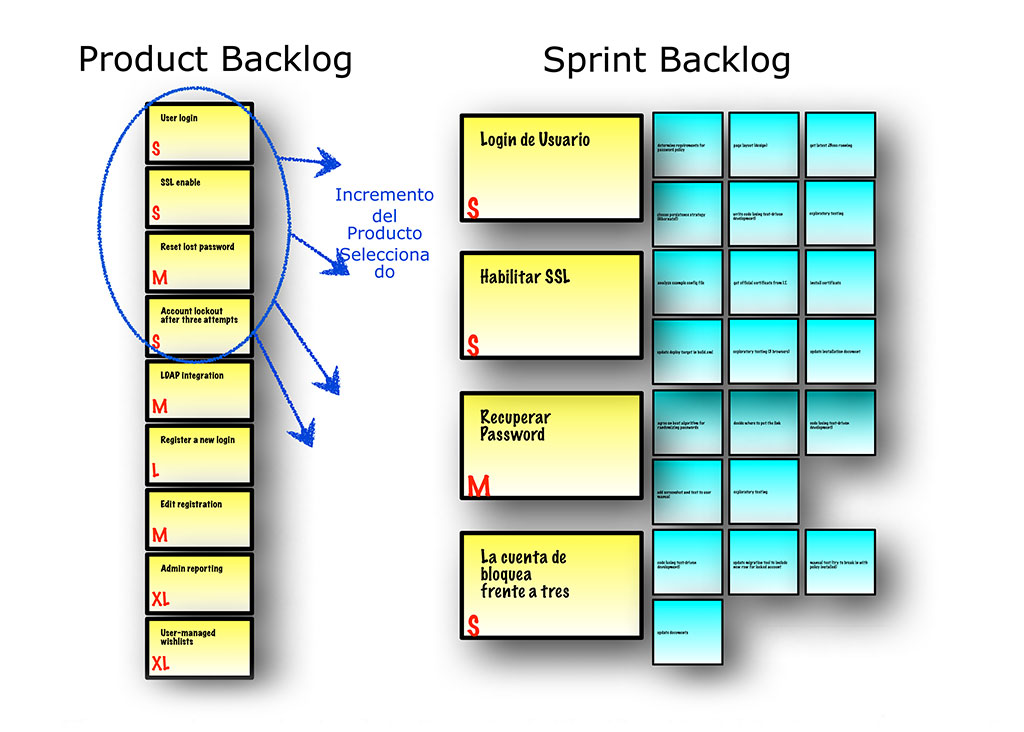 Product Backlog
Sprint Backlog
User login
S
SSL enable
S
Reset lost password
M
Account lockout
after three attempts
S
LDAP Integration
M
Register a new login
L
Edit registration
M
Admin reporting
XL
User-managed
wishlists
XL
Incremento
del
Producto
Selecciona
do
Login de Usuario
S
determine requirements for
password policy
page layout (design)
get latest JBoss running
choose persistence strategy
(Hibernate?)
write code (using test-driven
development)
exploratory testing
Habilitar SSL
S
analyze example config file
get official certificate from I.T.
install certificate
update deploy target in build.xml
exploratory testing (3 browsers)
update installation document
Recuperar
Password
M
agree on best algorithm for
randomizing passwords
decide where to put the link
code (using test-driven
development)
add screenshot and text to user
manual
exploratory testing
La cuenta de
bloquea
frente a tres
S
code (using test-driven
development)
update migration tool to include
new row for locked account
manual test (try to break in with
policy installed)
update documents